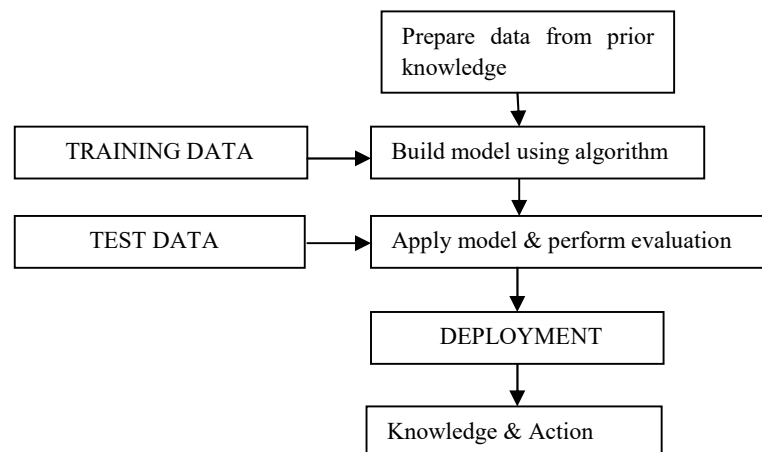 Prepare data from prior
knowledge
TRAINING DATA
Build model using algorithm
TEST DATA
Apply model & perform evaluation
DEPLOYMENT
Knowledge & Action